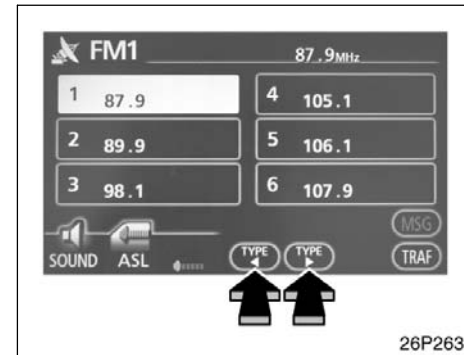 FM1 87.9MHz
1 87.9
4 105.1
2 89.9
5 106.1
3 98.1
6 107.9
MSG
SOUND ASL TYPE TYPE TRAF
26P263